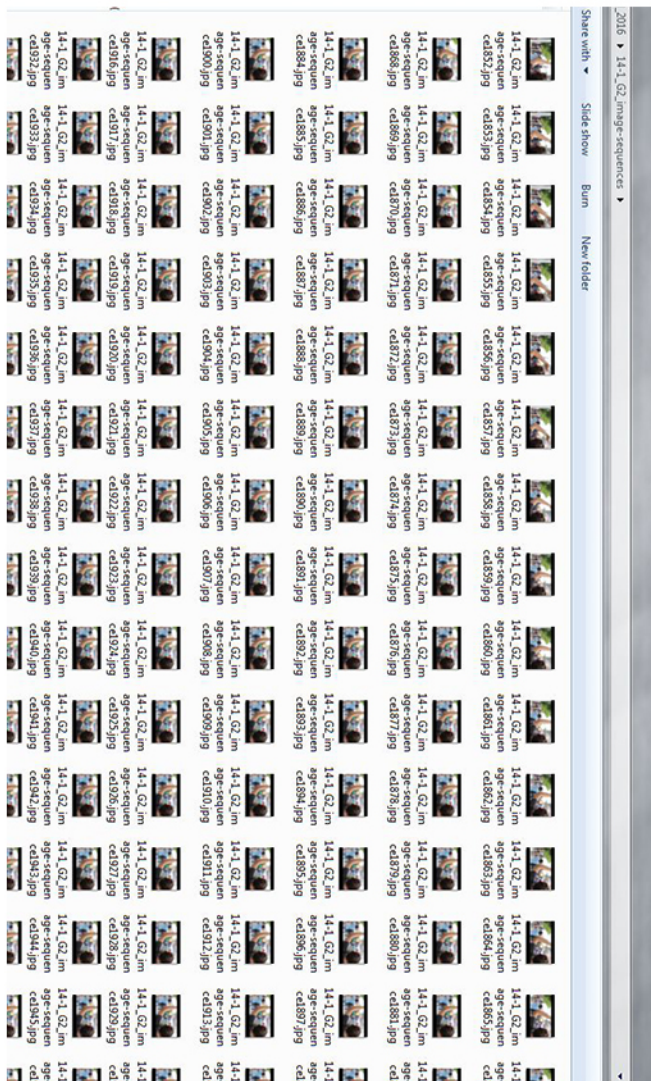 _2016 ▸ 14-1_G2_image-sequences ▸
Share with ▾ Slide show Burn New folder
14-1_G2_im 14-1_G2_im 14-1_G2_im 14-1_G2_im 14-1_G2_im 14-1_G2_im 14-1_G2_im 14-1_G2_im 14-1_G2_im 14-1_G2_im 14-1_G2_im 14-1_G2_im 14-1_G2_im 14-1_G2_im
age-sequen age-sequen age-sequen age-sequen age-sequen age-sequen age-sequen age-sequen age-sequen age-sequen age-sequen age-sequen age-sequen age-sequen
ce1852.jpg ce1853.jpg ce1854.jpg ce1855.jpg ce1856.jpg ce1857.jpg ce1858.jpg ce1859.jpg ce1860.jpg ce1861.jpg ce1862.jpg ce1863.jpg ce1864.jpg ce1865.jpg
14-1_G2_im 14-1_G2_im 14-1_G2_im 14-1_G2_im 14-1_G2_im 14-1_G2_im 14-1_G2_im 14-1_G2_im 14-1_G2_im 14-1_G2_im 14-1_G2_im 14-1_G2_im 14-1_G2_im 14-1_G2_im
age-sequen age-sequen age-sequen age-sequen age-sequen age-sequen age-sequen age-sequen age-sequen age-sequen age-sequen age-sequen age-sequen age-sequen
ce1868.jpg ce1869.jpg ce1870.jpg ce1871.jpg ce1872.jpg ce1873.jpg ce1874.jpg ce1875.jpg ce1876.jpg ce1877.jpg ce1878.jpg ce1879.jpg ce1880.jpg ce1881.jpg
14-1_G2_im 14-1_G2_im 14-1_G2_im 14-1_G2_im 14-1_G2_im 14-1_G2_im 14-1_G2_im 14-1_G2_im 14-1_G2_im 14-1_G2_im 14-1_G2_im 14-1_G2_im 14-1_G2_im 14-1_G2_im
age-sequen age-sequen age-sequen age-sequen age-sequen age-sequen age-sequen age-sequen age-sequen age-sequen age-sequen age-sequen age-sequen age-sequen
ce1884.jpg ce1885.jpg ce1886.jpg ce1887.jpg ce1888.jpg ce1889.jpg ce1890.jpg ce1891.jpg ce1892.jpg ce1893.jpg ce1894.jpg ce1895.jpg ce1896.jpg ce1897.jpg
14-1_G2_im 14-1_G2_im 14-1_G2_im 14-1_G2_im 14-1_G2_im 14-1_G2_im 14-1_G2_im 14-1_G2_im 14-1_G2_im 14-1_G2_im 14-1_G2_im 14-1_G2_im 14-1_G2_im 14-1_G2_im
age-sequen age-sequen age-sequen age-sequen age-sequen age-sequen age-sequen age-sequen age-sequen age-sequen age-sequen age-sequen age-sequen age-sequen
ce1900.jpg ce1901.jpg ce1902.jpg ce1903.jpg ce1904.jpg ce1905.jpg ce1906.jpg ce1907.jpg ce1908.jpg ce1909.jpg ce1910.jpg ce1911.jpg ce1912.jpg ce1913.jpg
14-1_G2_im 14-1_G2_im 14-1_G2_im 14-1_G2_im 14-1_G2_im 14-1_G2_im 14-1_G2_im 14-1_G2_im 14-1_G2_im 14-1_G2_im 14-1_G2_im 14-1_G2_im 14-1_G2_im 14-1_G2_im
age-sequen age-sequen age-sequen age-sequen age-sequen age-sequen age-sequen age-sequen age-sequen age-sequen age-sequen age-sequen age-sequen age-sequen
ce1916.jpg ce1917.jpg ce1918.jpg ce1919.jpg ce1920.jpg ce1921.jpg ce1922.jpg ce1923.jpg ce1924.jpg ce1925.jpg ce1926.jpg ce1927.jpg ce1928.jpg ce1929.jpg
14-1_G2_im 14-1_G2_im 14-1_G2_im 14-1_G2_im 14-1_G2_im 14-1_G2_im 14-1_G2_im 14-1_G2_im 14-1_G2_im 14-1_G2_im 14-1_G2_im 14-1_G2_im 14-1_G2_im 14-1_G2_im
age-sequen age-sequen age-sequen age-sequen age-sequen age-sequen age-sequen age-sequen age-sequen age-sequen age-sequen age-sequen age-sequen age-sequen
ce1932.jpg ce1933.jpg ce1934.jpg ce1935.jpg ce1936.jpg ce1937.jpg ce1938.jpg ce1939.jpg ce1940.jpg ce1941.jpg ce1942.jpg ce1943.jpg ce1944.jpg ce1945.jpg